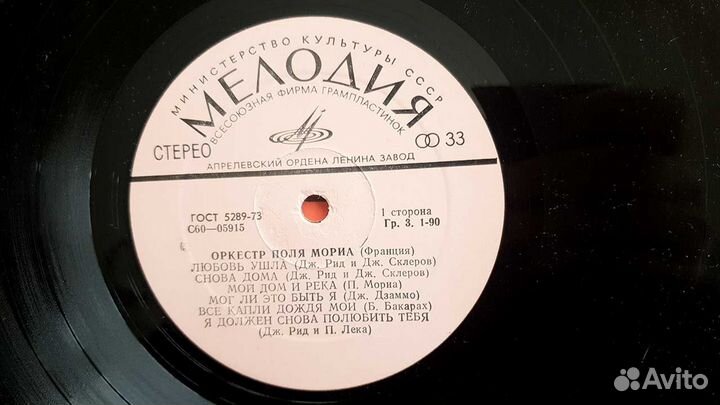 МИНИСТЕРСТВО КУЛЬТУРЫ СССР
МЕЛОДИЯ
ВСЕСОЮЗНАЯ ФИРМА ГРАМПЛАСТИНОК
СТЕРЕО
33
АПРЕЛЕВСКИЙ ОРДЕНА ЛЕНИНА ЗАВОД
ГОСТ 5289-73
С60—05915
1 сторона
Гр. 3. 1-90
ОРКЕСТР ПОЛЯ МОРИА (Франция)
ЛЮБОВЬ УШЛА (Дж. Рид и Дж. Склеров)
СНОВА ДОМА (Дж. Рид и Дж. Склеров)
МОЙ ДОМ И РЕКА (П. Мориа)
МОГ ЛИ ЭТО БЫТЬ Я (Дж. Дзаммо)
ВСЕ КАПЛИ ДОЖДЯ МОИ (Б. Бакарах)
Я ДОЛЖЕН СНОВА ПОЛЮБИТЬ ТЕБЯ
(Дж. Рид и П. Лека)
Avito